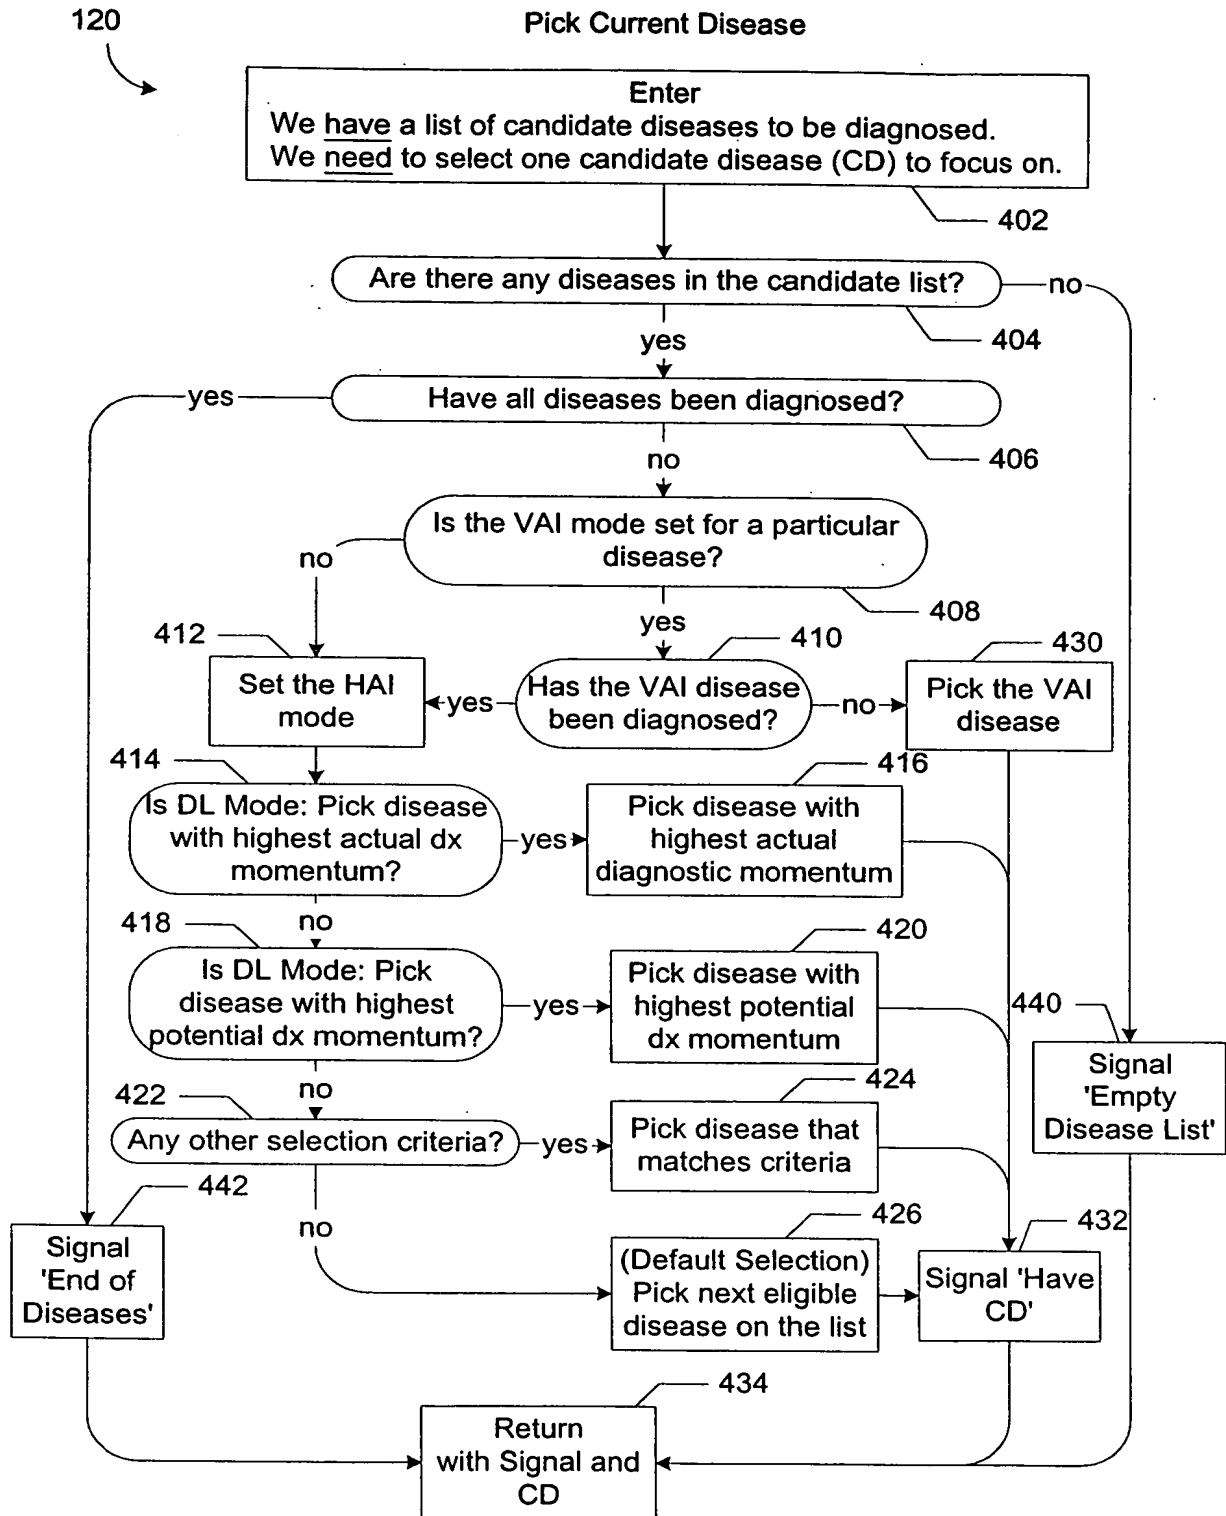 120
Pick Current Disease
Enter
We have a list of candidate diseases to be diagnosed.
We need to select one candidate disease (CD) to focus on.
402
Are there any diseases in the candidate list?
no
404
yes
yes
Have all diseases been diagnosed?
406
no
Is the VAI mode set for a particular
disease?
no
408
yes
412
410
430
Set the HAI
mode
yes
Has the VAI disease
been diagnosed?
no
Pick the VAI
disease
414
416
Is DL Mode: Pick disease
with highest actual dx
momentum?
yes
Pick disease with
highest actual
diagnostic momentum
no
418
420
Is DL Mode: Pick
disease with highest
potential dx momentum?
yes
Pick disease with
highest potential
dx momentum
440
Signal
'Empty
Disease List'
no
422
424
Any other selection criteria?
yes
Pick disease that
matches criteria
442
no
426
432
Signal
'End of
Diseases'
(Default Selection)
Pick next eligible
disease on the list
Signal 'Have
CD'
434
Return
with Signal and
CD